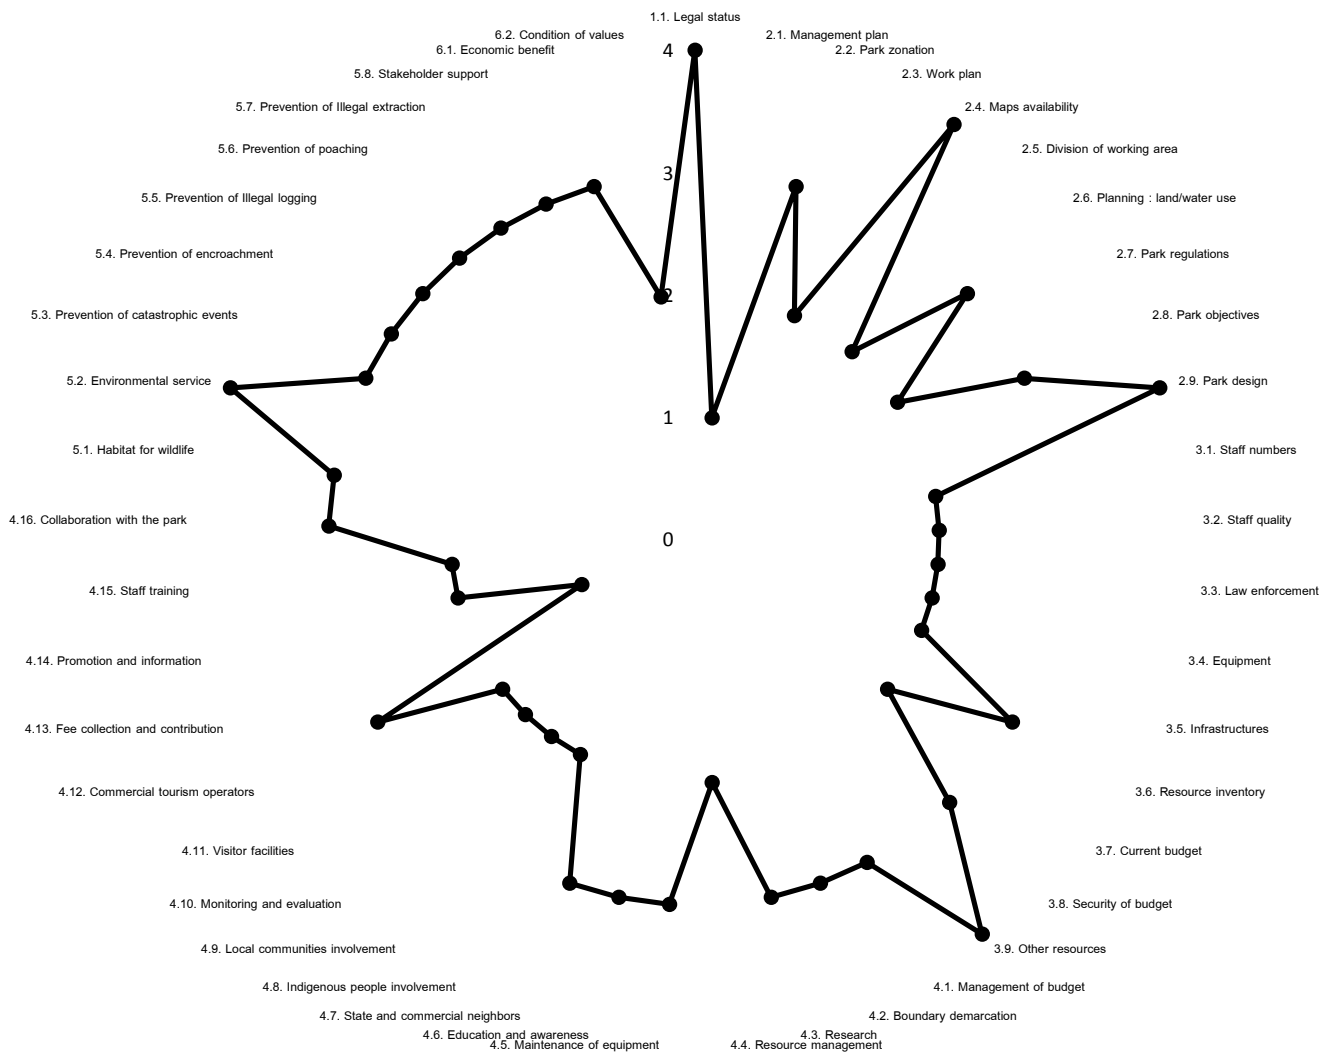 1.1. Legal status
2.1. Management plan
2.2. Park zonation
2.3. Work plan
2.4. Maps availability
2.5. Division of working area
2.6. Planning : land/water use
2.7. Park regulations
2.8. Park objectives
2.9. Park design
3.1. Staff numbers
3.2. Staff quality
3.3. Law enforcement
3.4. Equipment
3.5. Infrastructures
3.6. Resource inventory
3.7. Current budget
3.8. Security of budget
3.9. Other resources
4.1. Management of budget
4.2. Boundary demarcation
4.3. Research
4.4. Resource management
4.5. Maintenance of equipment
4.6. Education and awareness
4.7. State and commercial neighbors
4.8. Indigenous people involvement
4.9. Local communities involvement
4.10. Monitoring and evaluation
4.11. Visitor facilities
4.12. Commercial tourism operators
4.13. Fee collection and contribution
4.14. Promotion and information
4.15. Staff training
4.16. Collaboration with the park
5.1. Habitat for wildlife
5.2. Environmental service
5.3. Prevention of catastrophic events
5.4. Prevention of encroachment
5.5. Prevention of Illegal logging
5.6. Prevention of poaching
5.7. Prevention of Illegal extraction
5.8. Stakeholder support
6.1. Economic benefit
6.2. Condition of values
4
3
2
1
0